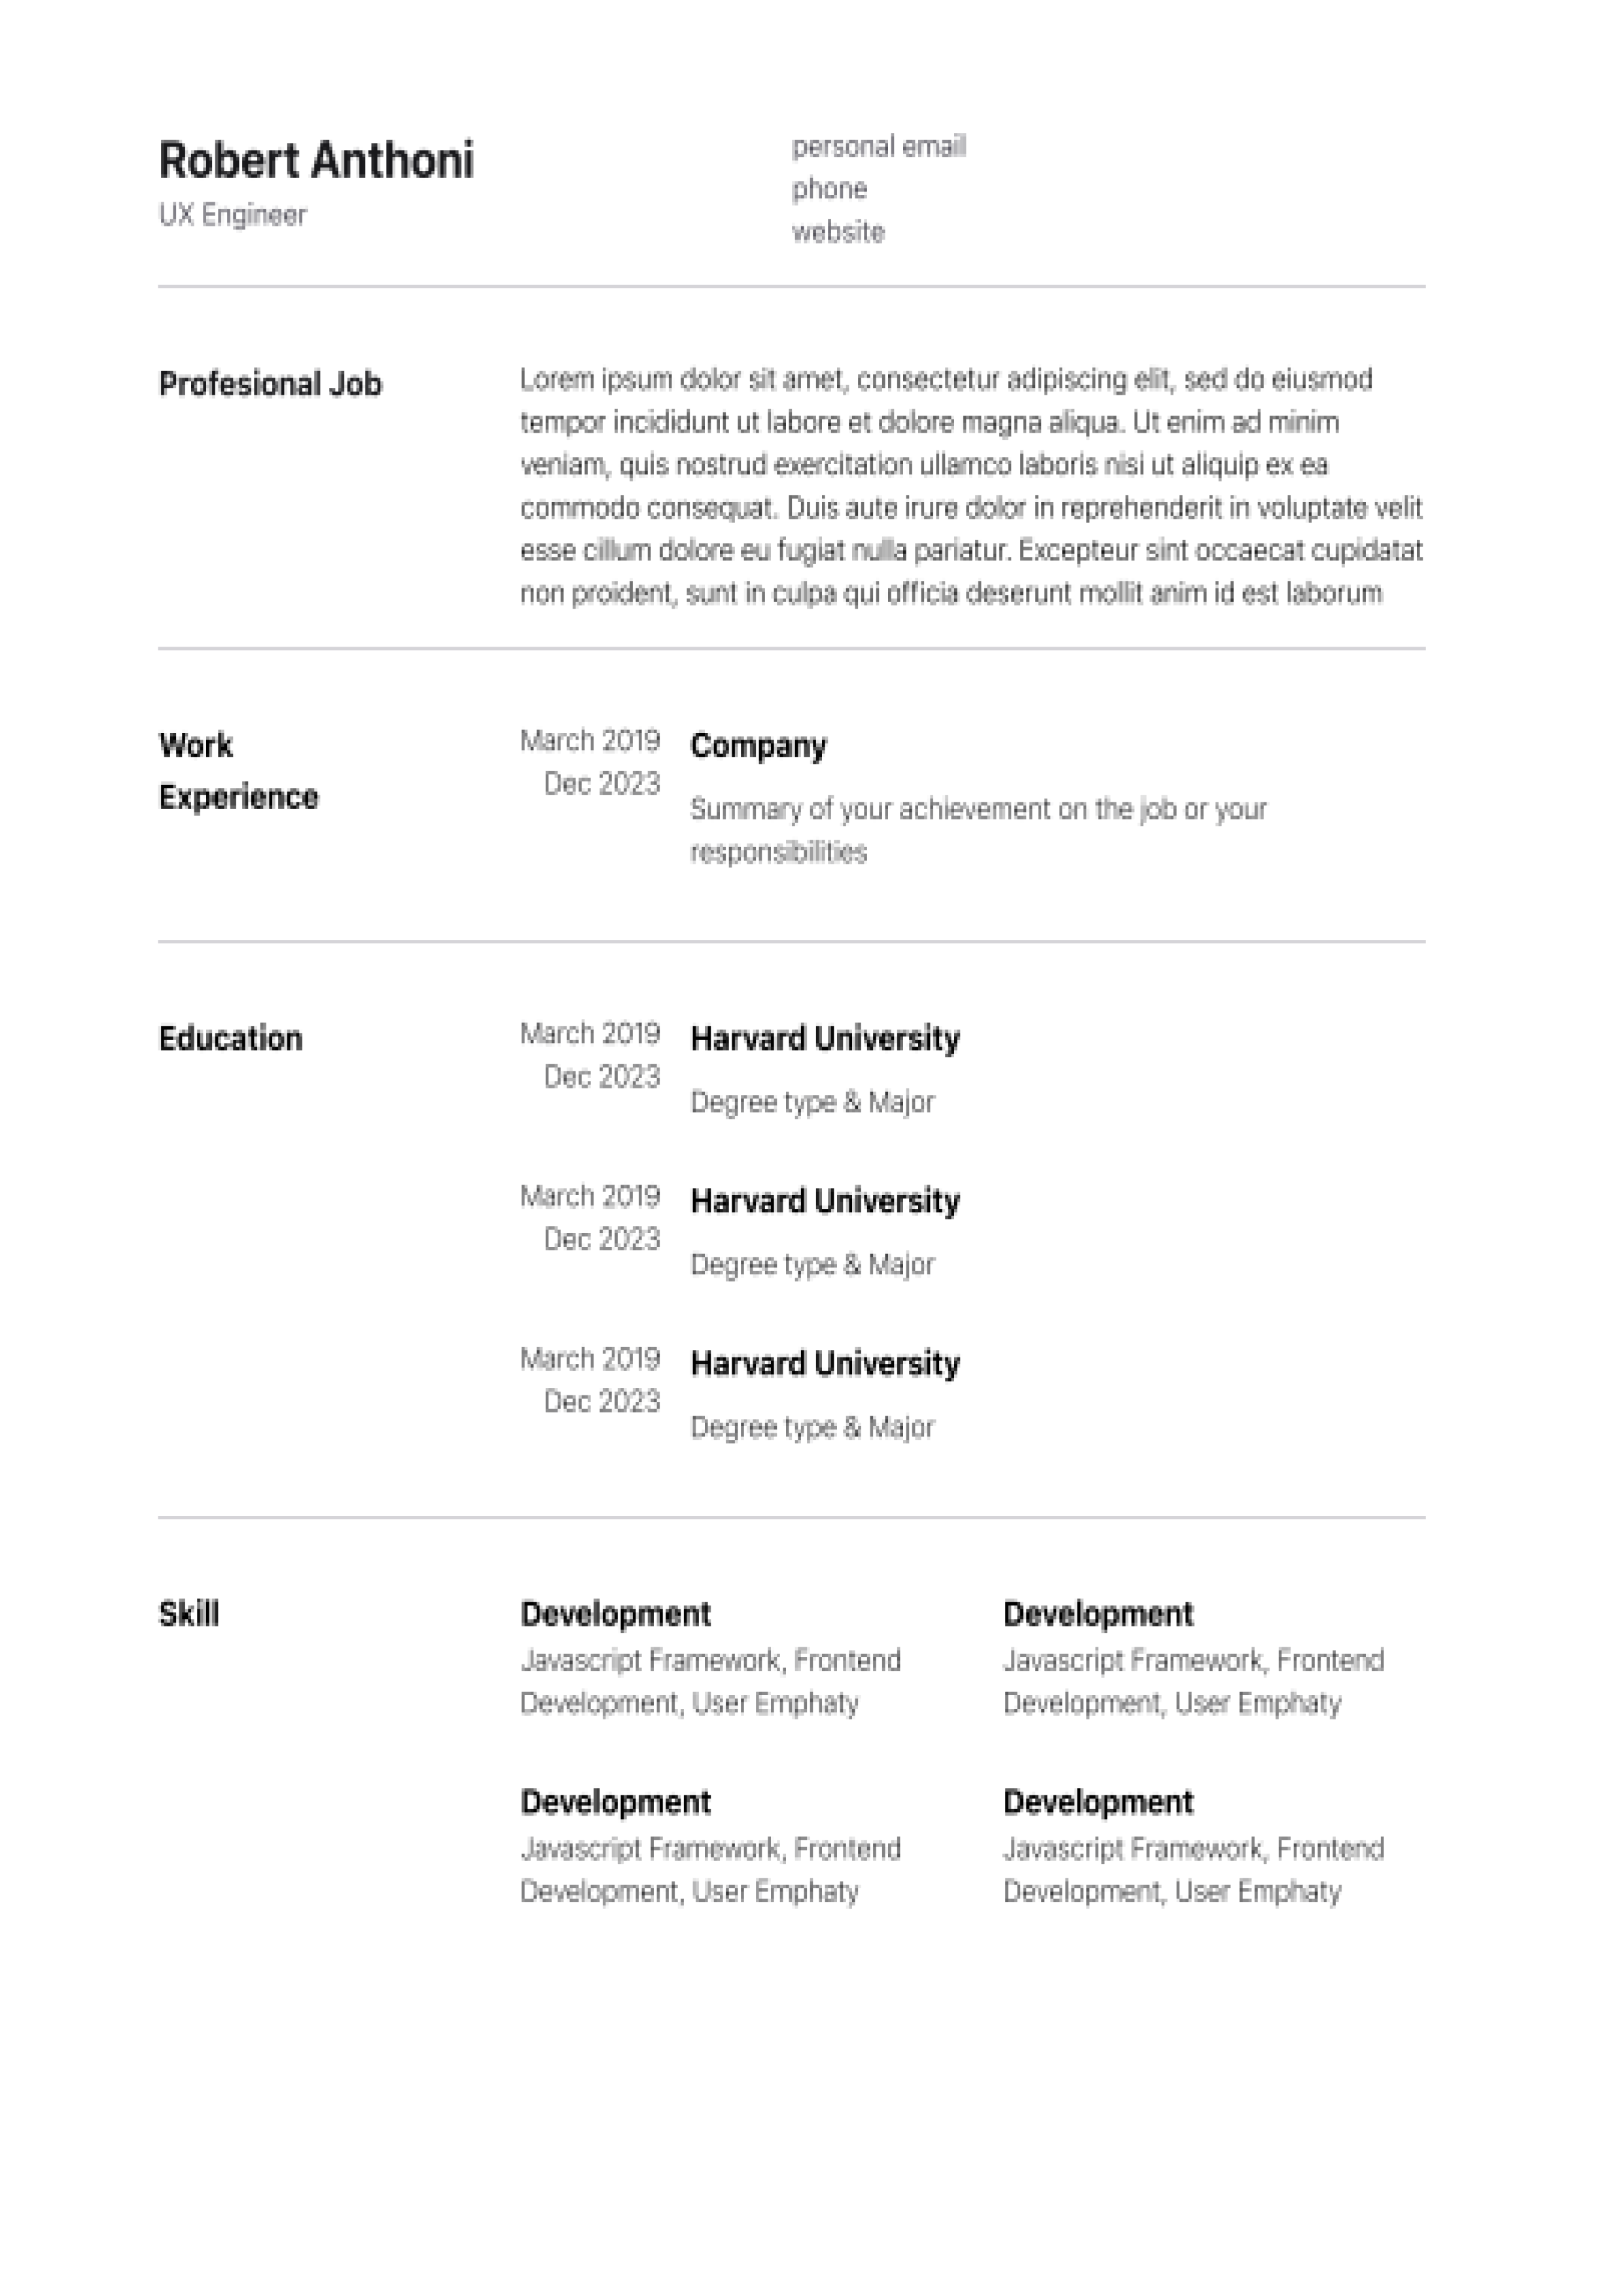 Robert Anthoni
UX Engineer
personal email
phone
website
Profesional Job
Lorem ipsum dolor sit amet, consectetur adipiscing elit, sed do eiusmod
tempor incididunt ut labore et dolore magna aliqua. Ut enim ad minim
veniam, quis nostrud exercitation ullamco laboris nisi ut aliquip ex ea
commodo consequat. Duis aute irure dolor in reprehenderit in voluptate velit
esse cillum dolore eu fugiat nulla pariatur. Excepteur sint occaecat cupidatat
non proident, sunt in culpa qui officia deserunt mollit anim id est laborum
Work
Experience
March 2019
Dec 2023
Company
Summary of your achievement on the job or your
responsibilities
Education
March 2019
Dec 2023
Harvard University
Degree type & Major
March 2019
Dec 2023
Harvard University
Degree type & Major
March 2019
Dec 2023
Harvard University
Degree type & Major
Skill
Development
Javascript Framework, Frontend
Development, User Emphaty
Development
Javascript Framework, Frontend
Development, User Emphaty
Development
Javascript Framework, Frontend
Development, User Emphaty
Development
Javascript Framework, Frontend
Development, User Emphaty